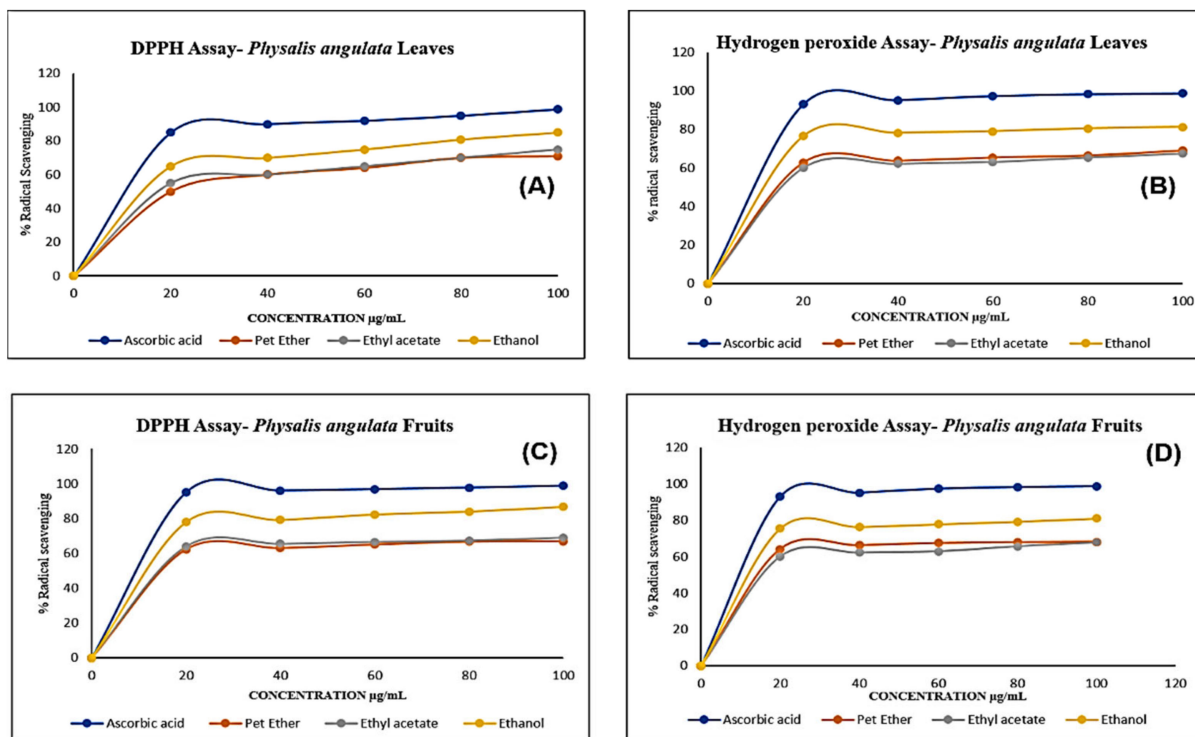 DPPH Assay- Physalis angulata Leaves
(A)
% Radical Scavenging
120
100
80
60
40
20
0
0 20 40 60 80 100
CONCENTRATION µg/mL
Ascorbic acid Pet Ether Ethyl acetate Ethanol
Hydrogen peroxide Assay- Physalis angulata Leaves
(B)
% radical scavenging
120
100
80
60
40
20
0
0 20 40 60 80 100
CONCENTRATION µg/mL
Ascorbic acid Pet Ether Ethyl acetate Ethanol
DPPH Assay- Physalis angulata Fruits
(C)
% Radical scavenging
120
100
80
60
40
20
0
0 20 40 60 80 100
CONCENTRATION µg/mL
Ascorbic acid Pet Ether Ethyl acetate Ethanol
Hydrogen peroxide Assay- Physalis angulata Fruits
(D)
% Radical scavenging
120
100
80
60
40
20
0
0 20 40 60 80 100 120
CONCENTRATION µg/mL
Ascorbic acid Pet Ether Ethyl acetate Ethanol